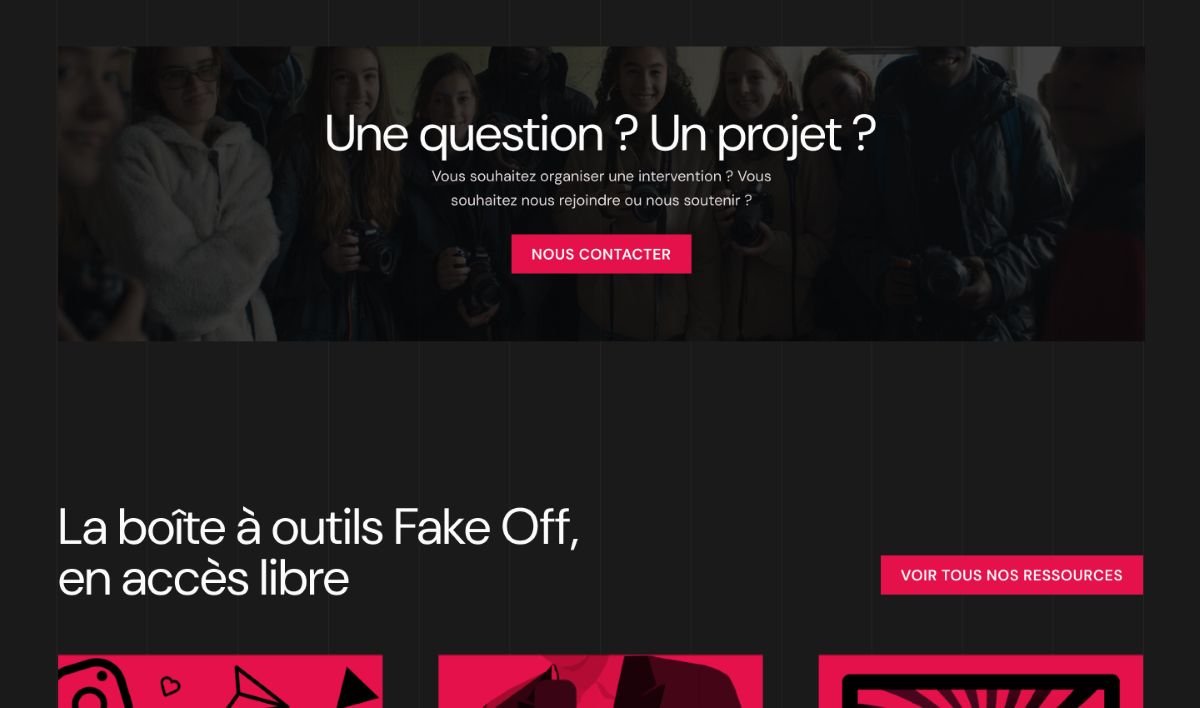 Une question ? Un projet ?
Vous souhaitez organiser une intervention ? Vous
souhaitez nous rejoindre ou nous soutenir ?
NOUS CONTACTER
La boîte à outils Fake Off,
en accès libre
VOIR TOUS NOS RESSOURCES